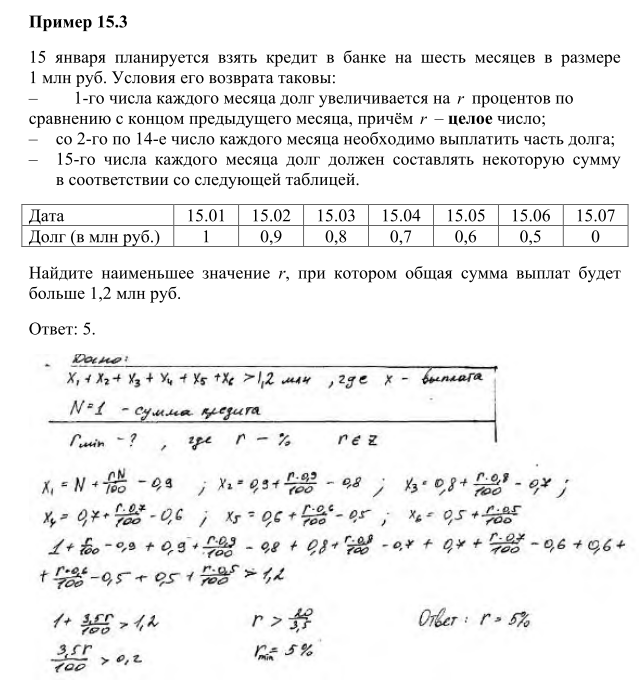 Пример 15.3
15 января планируется взять кредит в банке на шесть месяцев в размере
1 млн руб. Условия его возврата таковы:
– 1-го числа каждого месяца долг увеличивается на r процентов по
сравнению с концом предыдущего месяца, причём r – целое число;
– со 2-го по 14-е число каждого месяца необходимо выплатить часть долга;
– 15-го числа каждого месяца долг должен составлять некоторую сумму
в соответствии со следующей таблицей.
Дата 15.01 15.02 15.03 15.04 15.05 15.06 15.07
Долг (в млн руб.) 1 0,9 0,8 0,7 0,6 0,5 0
Найдите наименьшее значение r, при котором общая сумма выплат будет
больше 1,2 млн руб.
Ответ: 5.
Дано:
x₁ + x₂ + x₃ + x₄ + x₅ + x₆ > 1,2 млн , где x – выплата
N = 1 – сумма кредита
r min – ? , где r – % r ∈ Z
x₁ = N + rN/100 – 0,9 ; x₂ = 0,9 + r·0,9/100 – 0,8 ; x₃ = 0,8 + r·0,8/100 – 0,7 ;
x₄ = 0,7 + r·0,7/100 – 0,6 ; x₅ = 0,6 + r·0,6/100 – 0,5 ; x₆ = 0,5 + r·0,5/100
1 + r/100 – 0,9 + 0,9 + r·0,9/100 – 0,8 + 0,8 + r·0,8/100 – 0,7 + 0,7 + r·0,7/100 – 0,6 + 0,6 +
+ r·0,6/100 – 0,5 + 0,5 + r·0,5/100 > 1,2
1 + 3,5r/100 > 1,2 r > 20/3,5 Ответ: r = 5%
3,5r/100 > 0,2 r min = 5%